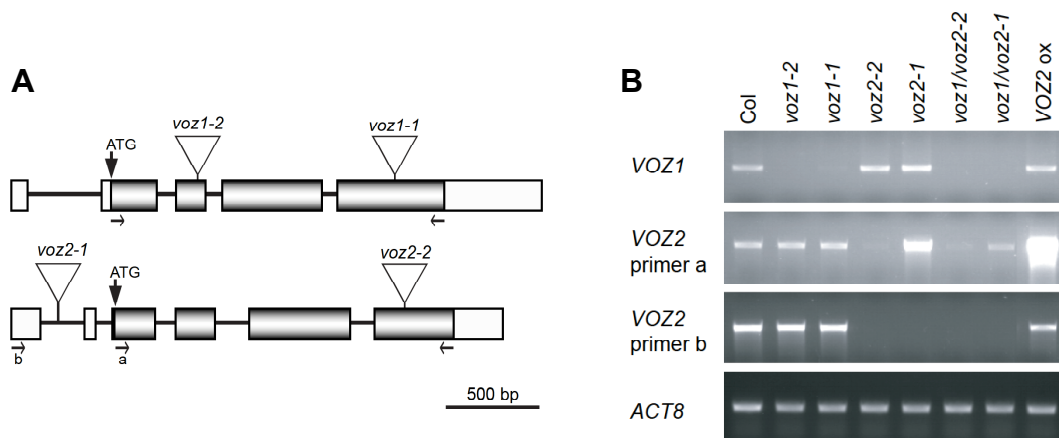 A
voz1-2
voz1-1
ATG
voz2-1
ATG
voz2-2
b
a
500 bp
B
Col
voz1-2
voz1-1
voz2-2
voz2-1
voz1/voz2-2
voz1/voz2-1
VOZ2 ox
VOZ1
VOZ2
primer a
VOZ2
primer b
ACT8